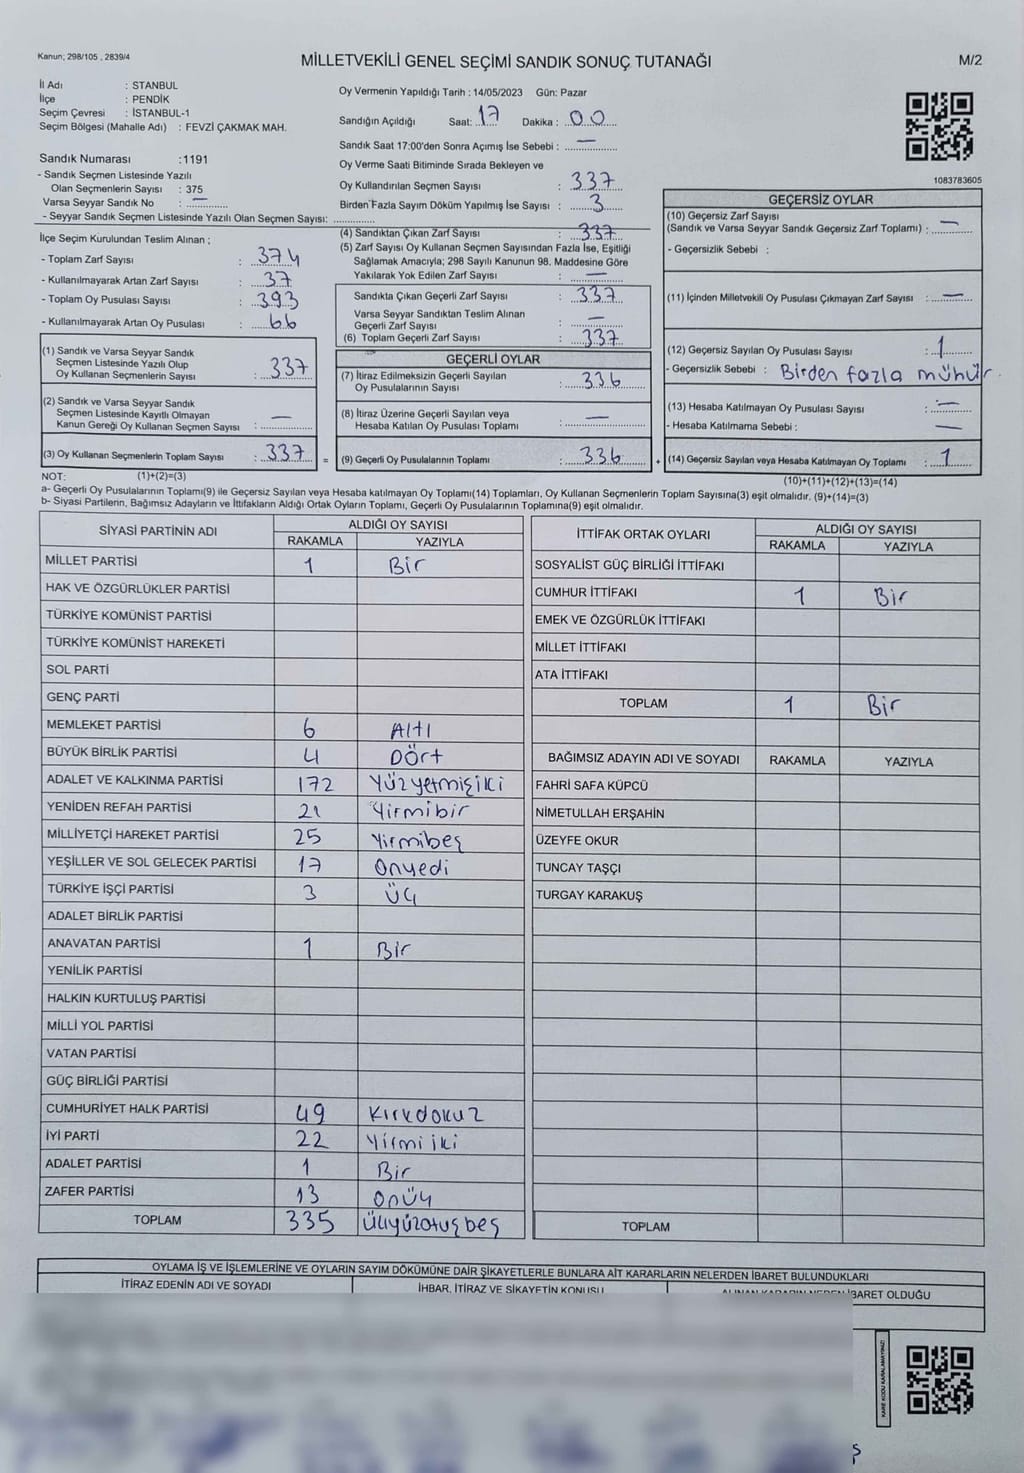 Kanun; 298/105 , 2839/4
MİLLETVEKİLİ GENEL SEÇİMİ SANDIK SONUÇ TUTANAĞI
M/2
İl Adı : STANBUL
İlçe : PENDİK
Seçim Çevresi : İSTANBUL-1
Seçim Bölgesi (Mahalle Adı) : FEVZİ ÇAKMAK MAH.
Sandık Numarası :1191
- Sandık Seçmen Listesinde Yazılı
Olan Seçmenlerin Sayısı : 375
Varsa Seyyar Sandık No : —
- Seyyar Sandık Seçmen Listesinde Yazılı Olan Seçmen Sayısı: ..............
Oy Vermenin Yapıldığı Tarih : 14/05/2023 Gün: Pazar
Sandığın Açıldığı Saat: 17 Dakika : 00
Sandık Saat 17:00'den Sonra Açımış İse Sebebi : —
Oy Verme Saati Bitiminde Sırada Bekleyen ve
Oy Kullandırılan Seçmen Sayısı : 337
Birden Fazla Sayım Döküm Yapılmış İse Sayısı : 3
1083783605
İlçe Seçim Kurulundan Teslim Alınan ;
- Toplam Zarf Sayısı : 374
- Kullanılmayarak Artan Zarf Sayısı : 37
- Toplam Oy Pusulası Sayısı : 393
- Kullanılmayarak Artan Oy Pusulası : 66
(1) Sandık ve Varsa Seyyar Sandık
Seçmen Listesinde Yazılı Olup
Oy Kullanan Seçmenlerin Sayısı : 337
(2) Sandık ve Varsa Seyyar Sandık
Seçmen Listesinde Kayıtlı Olmayan
Kanun Gereği Oy Kullanan Seçmen Sayısı : —
(3) Oy Kullanan Seçmenlerin Toplam Sayısı : 337 =
(4) Sandıktan Çıkan Zarf Sayısı : 337
(5) Zarf Sayısı Oy Kullanan Seçmen Sayısından Fazla İse, Eşitliği
Sağlamak Amacıyla; 298 Sayılı Kanunun 98. Maddesine Göre
Yakılarak Yok Edilen Zarf Sayısı : —
Sandıkta Çıkan Geçerli Zarf Sayısı : 337
Varsa Seyyar Sandıktan Teslim Alınan
Geçerli Zarf Sayısı : —
(6) Toplam Geçerli Zarf Sayısı : 337
GEÇERLİ OYLAR
(7) İtiraz Edilmeksizin Geçerli Sayılan
Oy Pusulalarının Sayısı : 336
(8) İtiraz Üzerine Geçerli Sayılan veya
Hesaba Katılan Oy Pusulası Toplamı : —
(9) Geçerli Oy Pusulalarının Toplamı : 336 +
GEÇERSİZ OYLAR
(10) Geçersiz Zarf Sayısı
(Sandık ve Varsa Seyyar Sandık Geçersiz Zarf Toplamı) : —
- Geçersizlik Sebebi :
(11) İçinden Milletvekili Oy Pusulası Çıkmayan Zarf Sayısı : —
(12) Geçersiz Sayılan Oy Pusulası Sayısı : 1
- Geçersizlik Sebebi : Birden fazla mühür
(13) Hesaba Katılmayan Oy Pusulası Sayısı : —
- Hesaba Katılmama Sebebi : —
(14) Geçersiz Sayılan veya Hesaba Katılmayan Oy Toplamı : 1
NOT: (1)+(2)=(3)
(10)+(11)+(12)+(13)=(14)
a- Geçerli Oy Pusulalarının Toplamı(9) ile Geçersiz Sayılan veya Hesaba katılmayan Oy Toplamı(14) Toplamları, Oy Kullanan Seçmenlerin Toplam Sayısına(3) eşit olmalıdır. (9)+(14)=(3)
b- Siyasi Partilerin, Bağımsız Adayların ve İttifakların Aldığı Ortak Oyların Toplamı, Geçerli Oy Pusulalarının Toplamına(9) eşit olmalıdır.
SİYASİ PARTİNİN ADI ALDIĞI OY SAYISI
RAKAMLA YAZIYLA
MİLLET PARTİSİ 1 Bir
HAK VE ÖZGÜRLÜKLER PARTİSİ
TÜRKİYE KOMÜNİST PARTİSİ
TÜRKİYE KOMÜNİST HAREKETİ
SOL PARTİ
GENÇ PARTİ
MEMLEKET PARTİSİ 6 Altı
BÜYÜK BİRLİK PARTİSİ 4 Dört
ADALET VE KALKINMA PARTİSİ 172 Yüzyetmişiki
YENİDEN REFAH PARTİSİ 21 Yirmibir
MİLLİYETÇİ HAREKET PARTİSİ 25 Yirmibeş
YEŞİLLER VE SOL GELECEK PARTİSİ 17 Onyedi
TÜRKİYE İŞÇİ PARTİSİ 3 Üç
ADALET BİRLİK PARTİSİ
ANAVATAN PARTİSİ 1 Bir
YENİLİK PARTİSİ
HALKIN KURTULUŞ PARTİSİ
MİLLİ YOL PARTİSİ
VATAN PARTİSİ
GÜÇ BİRLİĞİ PARTİSİ
CUMHURİYET HALK PARTİSİ 49 Kırkdokuz
İYİ PARTİ 22 Yirmiiki
ADALET PARTİSİ 1 Bir
ZAFER PARTİSİ 13 Onüç
TOPLAM 335 Üçyüzotuzbeş
İTTİFAK ORTAK OYLARI ALDIĞI OY SAYISI
RAKAMLA YAZIYLA
SOSYALİST GÜÇ BİRLİĞİ İTTİFAKI
CUMHUR İTTİFAKI 1 Bir
EMEK VE ÖZGÜRLÜK İTTİFAKI
MİLLET İTTİFAKI
ATA İTTİFAKI
TOPLAM 1 Bir
BAĞIMSIZ ADAYIN ADI VE SOYADI RAKAMLA YAZIYLA
FAHRİ SAFA KÜPCÜ
NİMETULLAH ERŞAHİN
ÜZEYFE OKUR
TUNCAY TAŞÇI
TURGAY KARAKUŞ
TOPLAM
OYLAMA İŞ VE İŞLEMLERİNE VE OYLARIN SAYIM DÖKÜMÜNE DAİR ŞİKAYETLERLE BUNLARA AİT KARARLARIN NELERDEN İBARET BULUNDUKLARI
İTİRAZ EDENİN ADI VE SOYADI İHBAR, İTİRAZ VE ŞİKAYETİN KONUSU ALINAN KARARIN NEDEN İBARET OLDUĞU
KARE KODU KARALAMAYINIZ!